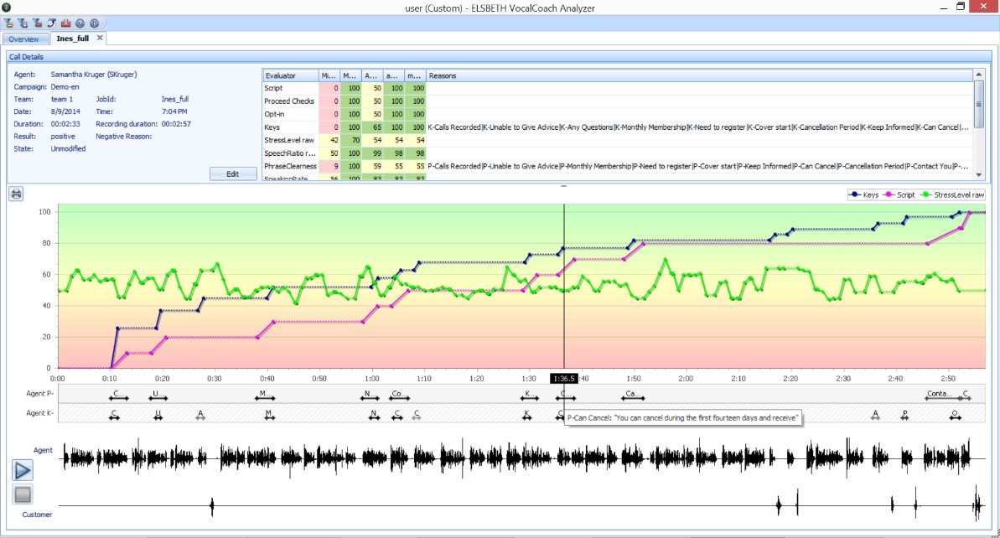 user (Custom) - ELSBETH VocalCoach Analyzer
Overview Ines_full
Call Details
Agent: Samantha Kruger (SKruger)
Campaign: Demo-en
Team: team 1 JobId: Ines_full
Date: 8/9/2014 Time: 7:04 PM
Duration: 00:02:33 Recording duration: 00:02:57
Result: positive Negative Reason:
State: Unmodified
Edit
Evaluator Mi... M... A... a... m... Reasons
Script 0 100 50 100 100
Proceed Checks 0 100 50 100 100
Opt-in 0 100 50 100 100
Keys 0 100 65 100 100 K-Calls Recorded|K-Unable to Give Advice|K-Any Questions|K-Monthly Membership|K-Need to register|K-Cover start|K-Cancellation Period|K-Keep Informed|K-Can Cancel|...
StressLevel raw 42 70 54 54 54
SpeechRatio r... 50 100 99 98 98
PhraseClearness 9 100 59 55 55 P-Calls Recorded|P-Unable to Give Advice|P-Monthly Membership|P-Need to register|P-Cover start|P-Keep Informed|P-Can Cancel|P-Cancellation Period|P-Contact You|P-...
SpeakingRate 56 100 83 83 83
Keys Script StressLevel raw
100
80
60
40
20
0
0:00 0:10 0:20 0:30 0:40 0:50 1:00 1:10 1:20 1:30 1:36.5 :40 1:50 2:00 2:10 2:20 2:30 2:40 2:50
Agent P- C... U... M... N... Co... K... C... Ca... Conta... C
Agent K- C U A M N C C K C A P O
P-Can Cancel: "You can cancel during the first fourteen days and receive"
Agent
Customer